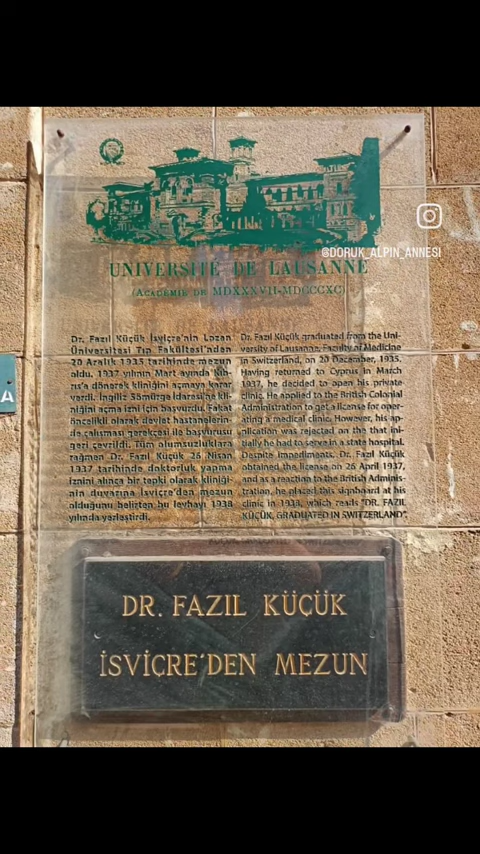 @DORUK_ALPIN_ANNESI
UNIVERSITÉ DE LAUSANNE
(ACADEMIE DE MDXXXVII-MDCCCXC)
Dr. Fazıl Küçük İsviçre'nin Lozan
Üniversitesi Tıp Fakültesi'nden
20 Aralık 1935 tarihinde mezun
oldu. 1937 yılının Mart ayında Kıb-
rıs'a dönerek kliniğini açmaya karar
verdi. İngiliz Sömürge İdaresi'ne kli-
niğini açma izni için başvurdu. Fakat
öncelikli olarak devlet hastanelerin-
de çalışması gerekçesi ile başvurusu
geri çevrildi. Tüm olumsuzluklara
rağmen Dr. Fazıl Küçük 26 Nisan
1937 tarihinde doktorluk yapma
iznini alınca bir tepki olarak kliniği-
nin duvarına İsviçre'den mezun
olduğunu belirten bu levhayı 1938
yılında yerleştirdi.
Dr. Fazıl Küçük graduated from the Uni-
versity of Lausanne, Faculty of Medicine
in Switzerland, on 20 December, 1935.
Having returned to Cyprus in March
1937, he decided to open his private
clinic. He applied to the British Colonial
Administration to get a license for oper-
ating a medical clinic. However, his ap-
plication was rejected on the that ini-
tially he had to serve in a state hospital.
Despite impediments, Dr. Fazıl Küçük
obtained the license on 26 April 1937,
and as a reaction to the British Adminis-
tration, he placed this signboard at his
clinic in 1938, which reads "DR. FAZIL
KÜÇÜK, GRADUATED IN SWITZERLAND"
A
DR. FAZIL KÜÇÜK
İSVİÇRE'DEN MEZUN